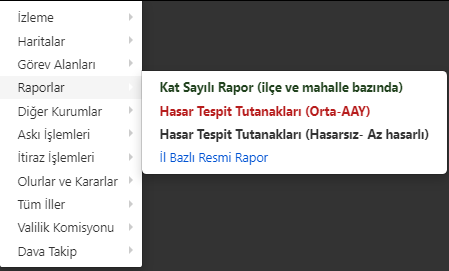 İzleme
Haritalar
Görev Alanları
Raporlar
Kat Sayılı Rapor (ilçe ve mahalle bazında)
Hasar Tespit Tutanakları (Orta-AAY)
Hasar Tespit Tutanakları (Hasarsız- Az hasarlı)
İl Bazlı Resmi Rapor
Diğer Kurumlar
Askı İşlemleri
İtiraz İşlemleri
Olurlar ve Kararlar
Tüm İller
Valilik Komisyonu
Dava Takip